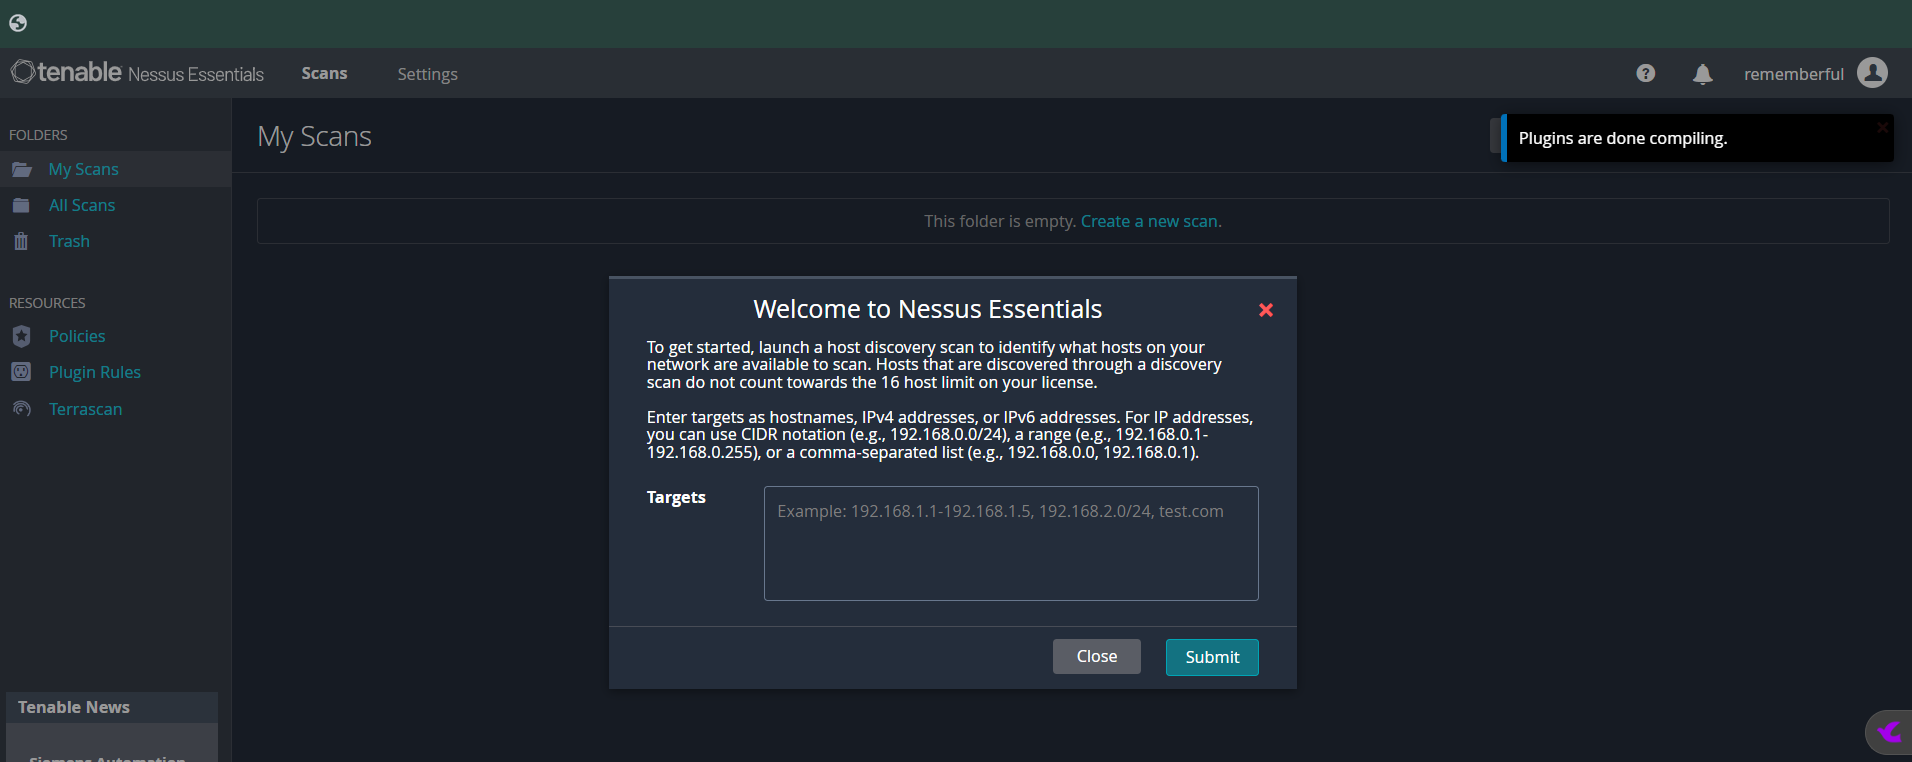 tenable Nessus Essentials
Scans
Settings
rememberful
FOLDERS
My Scans
All Scans
Trash
RESOURCES
Policies
Plugin Rules
Terrascan
Tenable News
My Scans
Plugins are done compiling.
This folder is empty. Create a new scan.
Welcome to Nessus Essentials
To get started, launch a host discovery scan to identify what hosts on your
network are available to scan. Hosts that are discovered through a discovery
scan do not count towards the 16 host limit on your license.
Enter targets as hostnames, IPv4 addresses, or IPv6 addresses. For IP addresses,
you can use CIDR notation (e.g., 192.168.0.0/24), a range (e.g., 192.168.0.1-
192.168.0.255), or a comma-separated list (e.g., 192.168.0.0, 192.168.0.1).
Targets
Example: 192.168.1.1-192.168.1.5, 192.168.2.0/24, test.com
Close
Submit